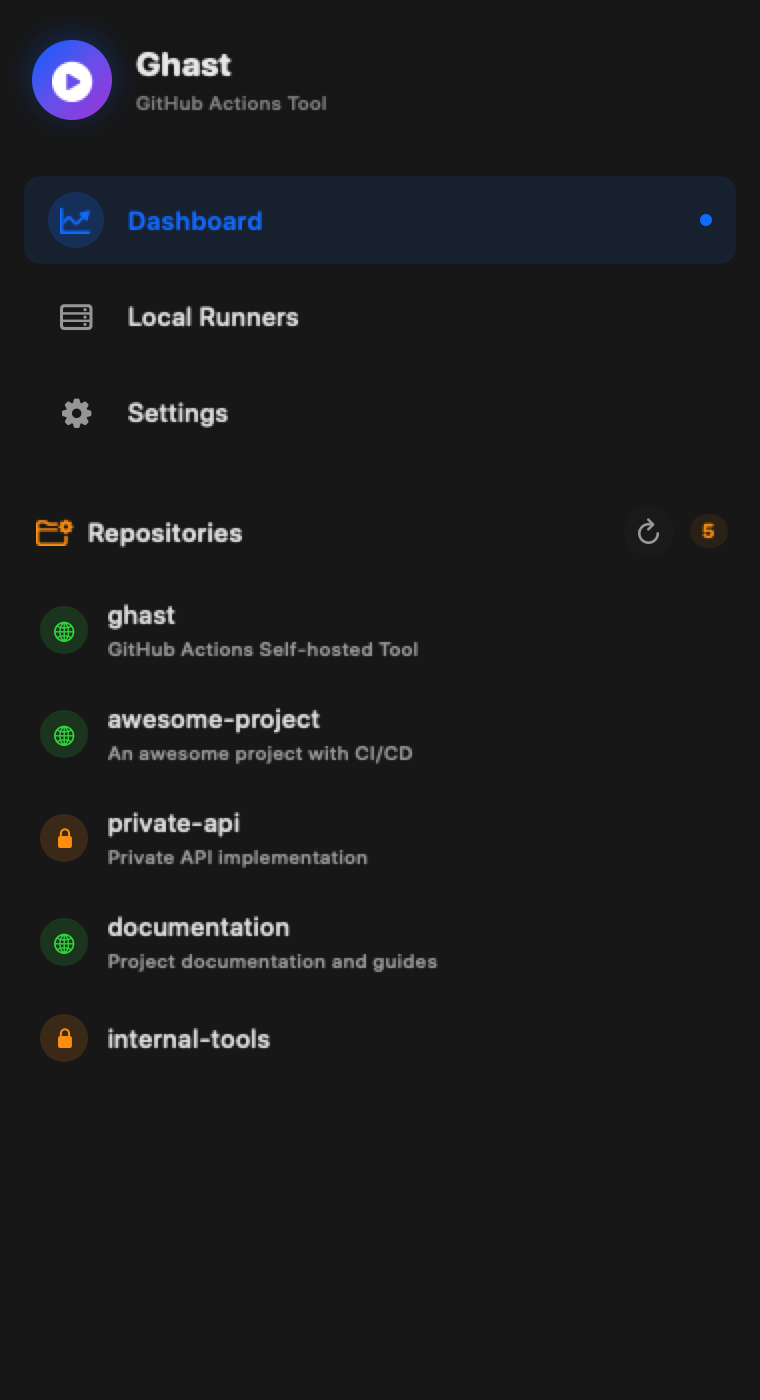 Ghast
GitHub Actions Tool
Dashboard
Local Runners
Settings
Repositories
5
ghast
GitHub Actions Self-hosted Tool
awesome-project
An awesome project with CI/CD
private-api
Private API implementation
documentation
Project documentation and guides
internal-tools